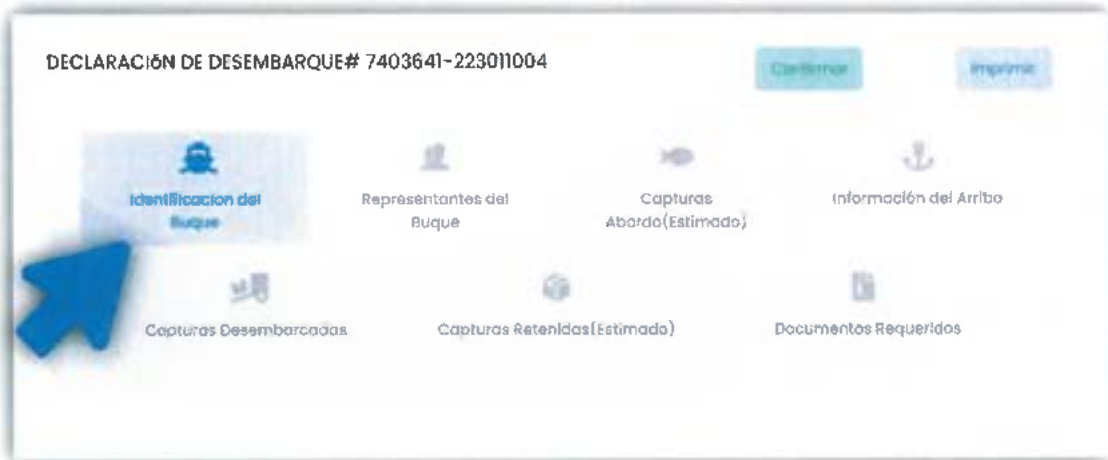 DECLARACIÓN DE DESEMBARQUE# 7403641-223011004
Confirmar
Imprimir
Identificacion del
Buque
Representantes del
Buque
Capturas
Abordo(Estimado)
Información del Arribo
Capturas Desembarcadas
Capturas Retenidas(Estimado)
Documentos Requeridos